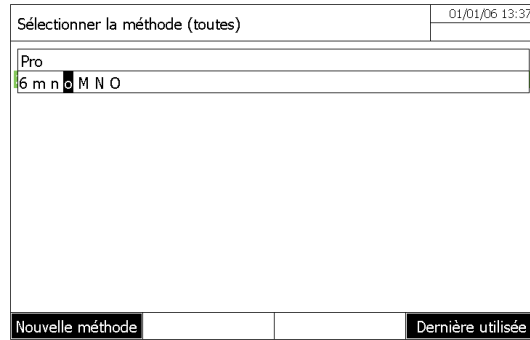 Sélectionner la méthode (toutes)
01/01/06 13:37
Pro
6 m n o M N O
Nouvelle méthode
Dernière utilisée